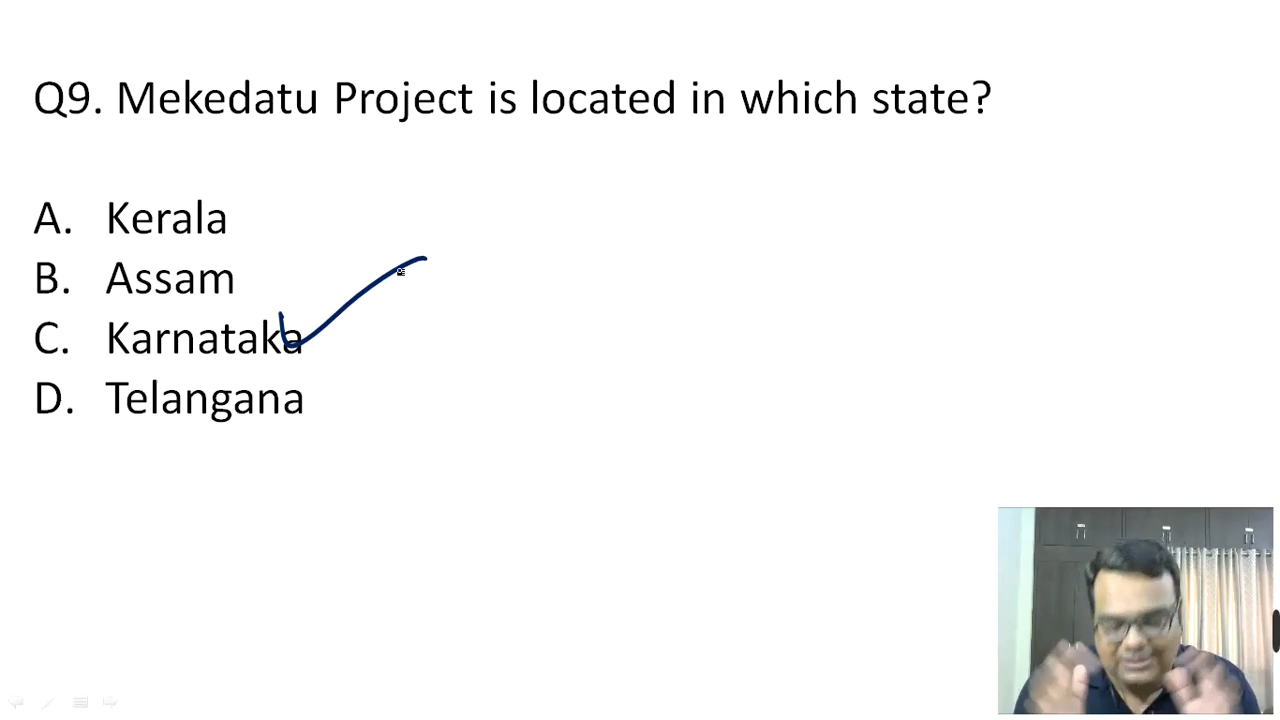 Q9. Mekedatu Project is located in which state?
A. Kerala
B. Assam
C. Karnataka
D. Telangana